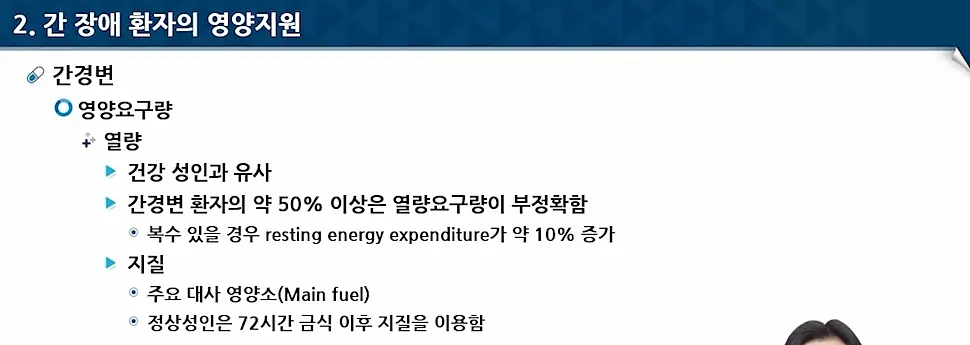 2. 간 장애 환자의 영양지원
간경변
영양요구량
열량
건강 성인과 유사
간경변 환자의 약 50% 이상은 열량요구량이 부정확함
복수 있을 경우 resting energy expenditure가 약 10% 증가
지질
주요 대사 영양소(Main fuel)
정상성인은 72시간 금식 이후 지질을 이용함